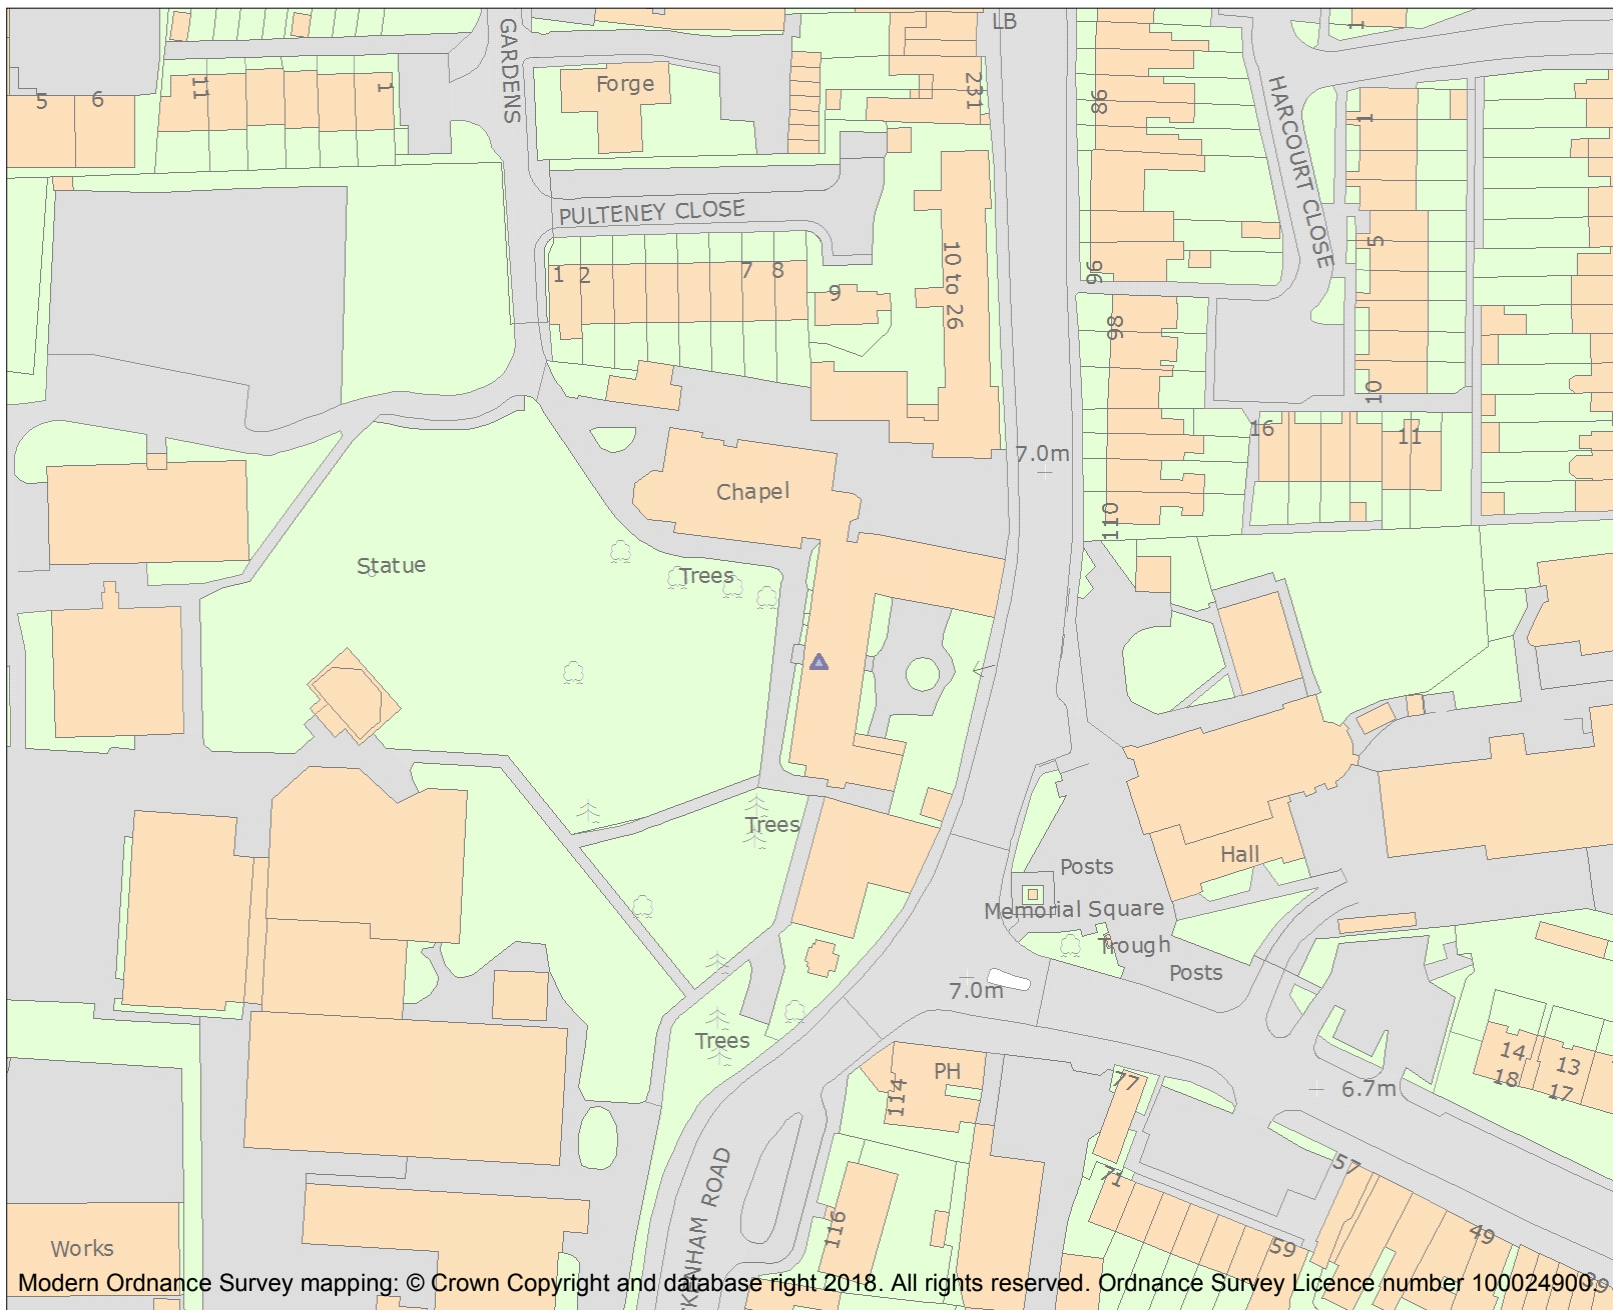 LB
GARDENS
Forge
11
1
5
6
231
86
HARCOURT CLOSE
1
1
PULTENEY CLOSE
5
10 to 26
96
1 2
7 8
9
98
10
16
11
7.0m
Chapel
110
Statue
Trees
Trees
Posts
Hall
Memorial Square
Trough
Posts
7.0m
Trees
PH
114
77
6.7m
14
18
13
17
71
57
116
KENHAM ROAD
59
49
39
Works
Modern Ordnance Survey mapping: © Crown Copyright and database right 2018. All rights reserved. Ordnance Survey Licence number 100024900.